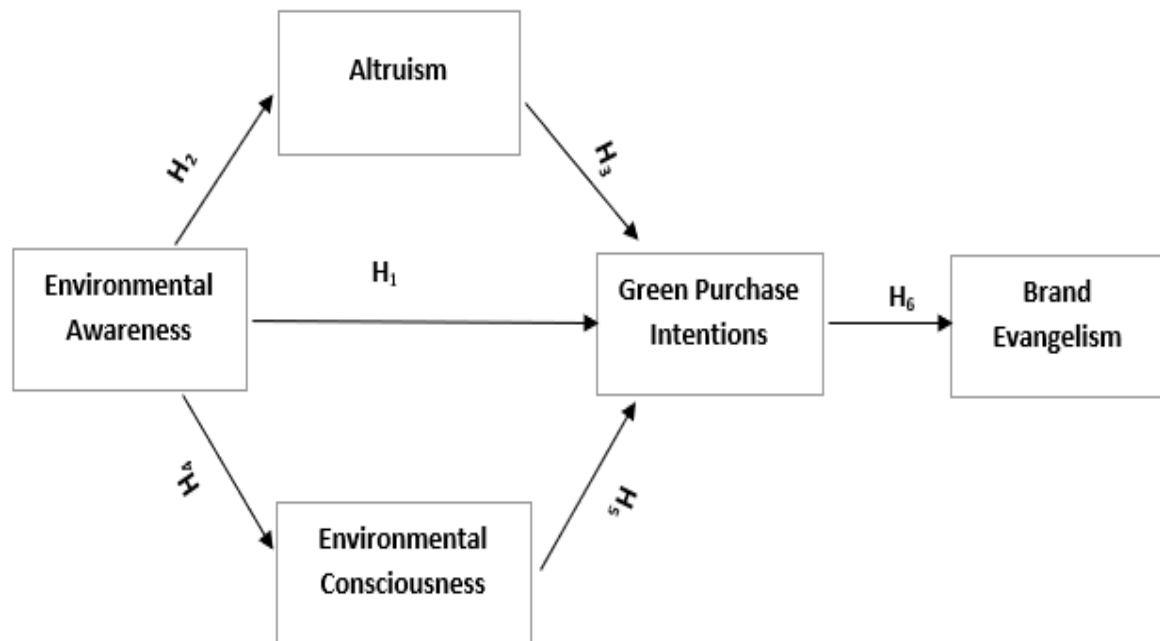 Altruism
H₂
H₃
Environmental
Awareness
H₁
Green Purchase
Intentions
H₆
Brand
Evangelism
H₄
H₅
Environmental
Consciousness